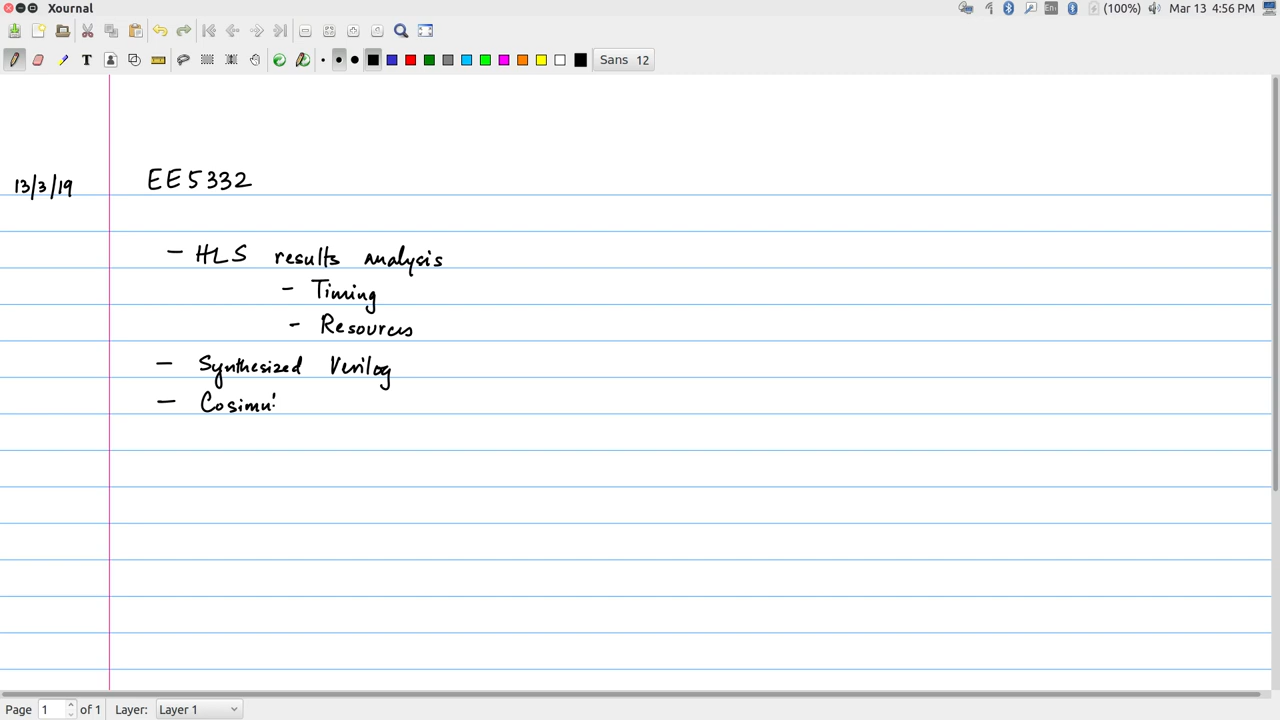 Xournal
(100%) Mar 13 4:56 PM
Sans 12
13/3/19 EE5332
- HLS results analysis
- Timing
- Resources
- Synthesized Verilog
- Cosimul
Page 1 of 1 Layer: Layer 1